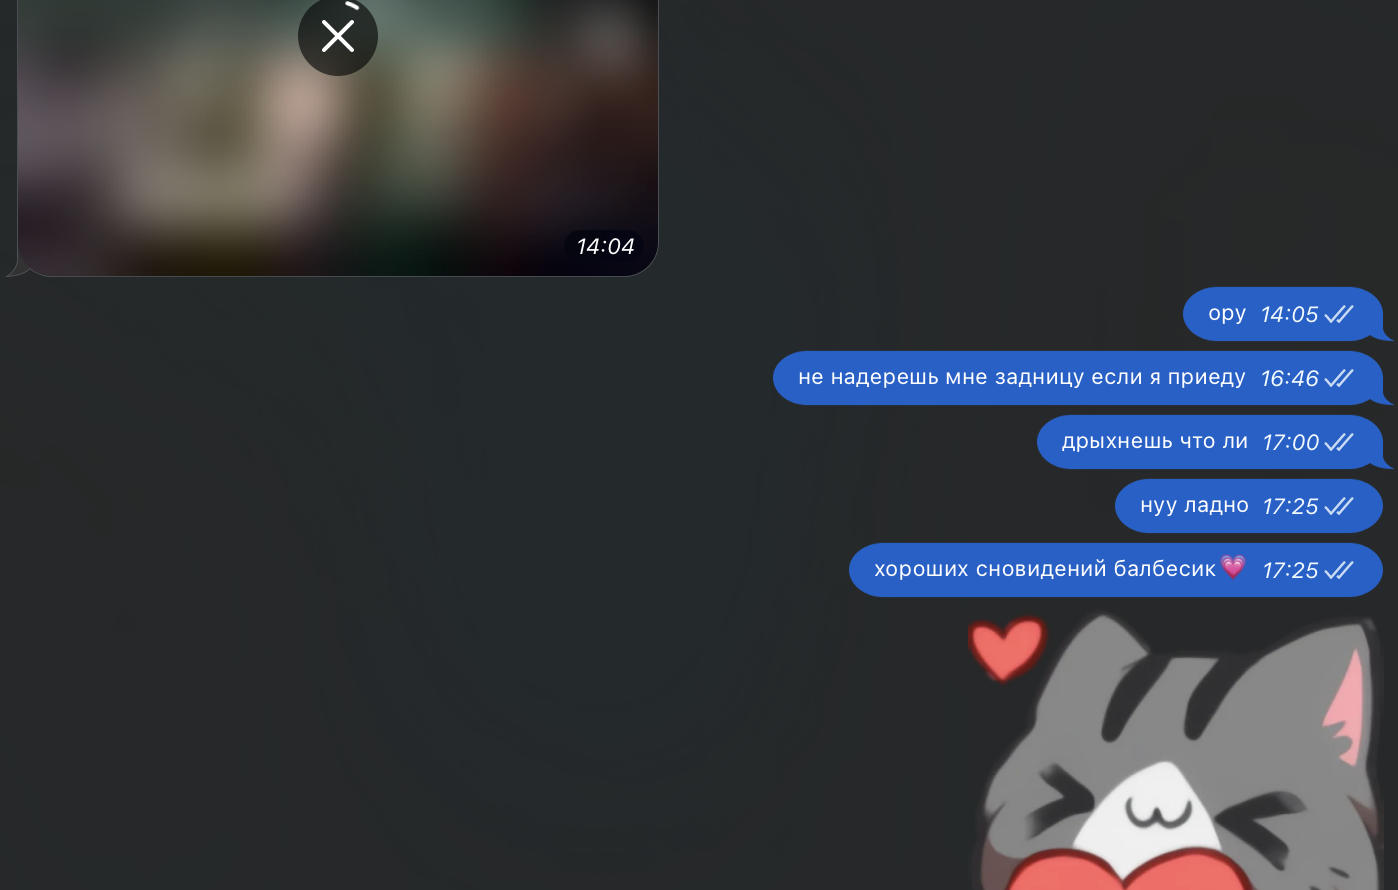 14:04
ору 14:05
не надерешь мне задницу если я приеду 16:46
дрыхнешь что ли 17:00
нуу ладно 17:25
хороших сновидений балбесик💗 17:25